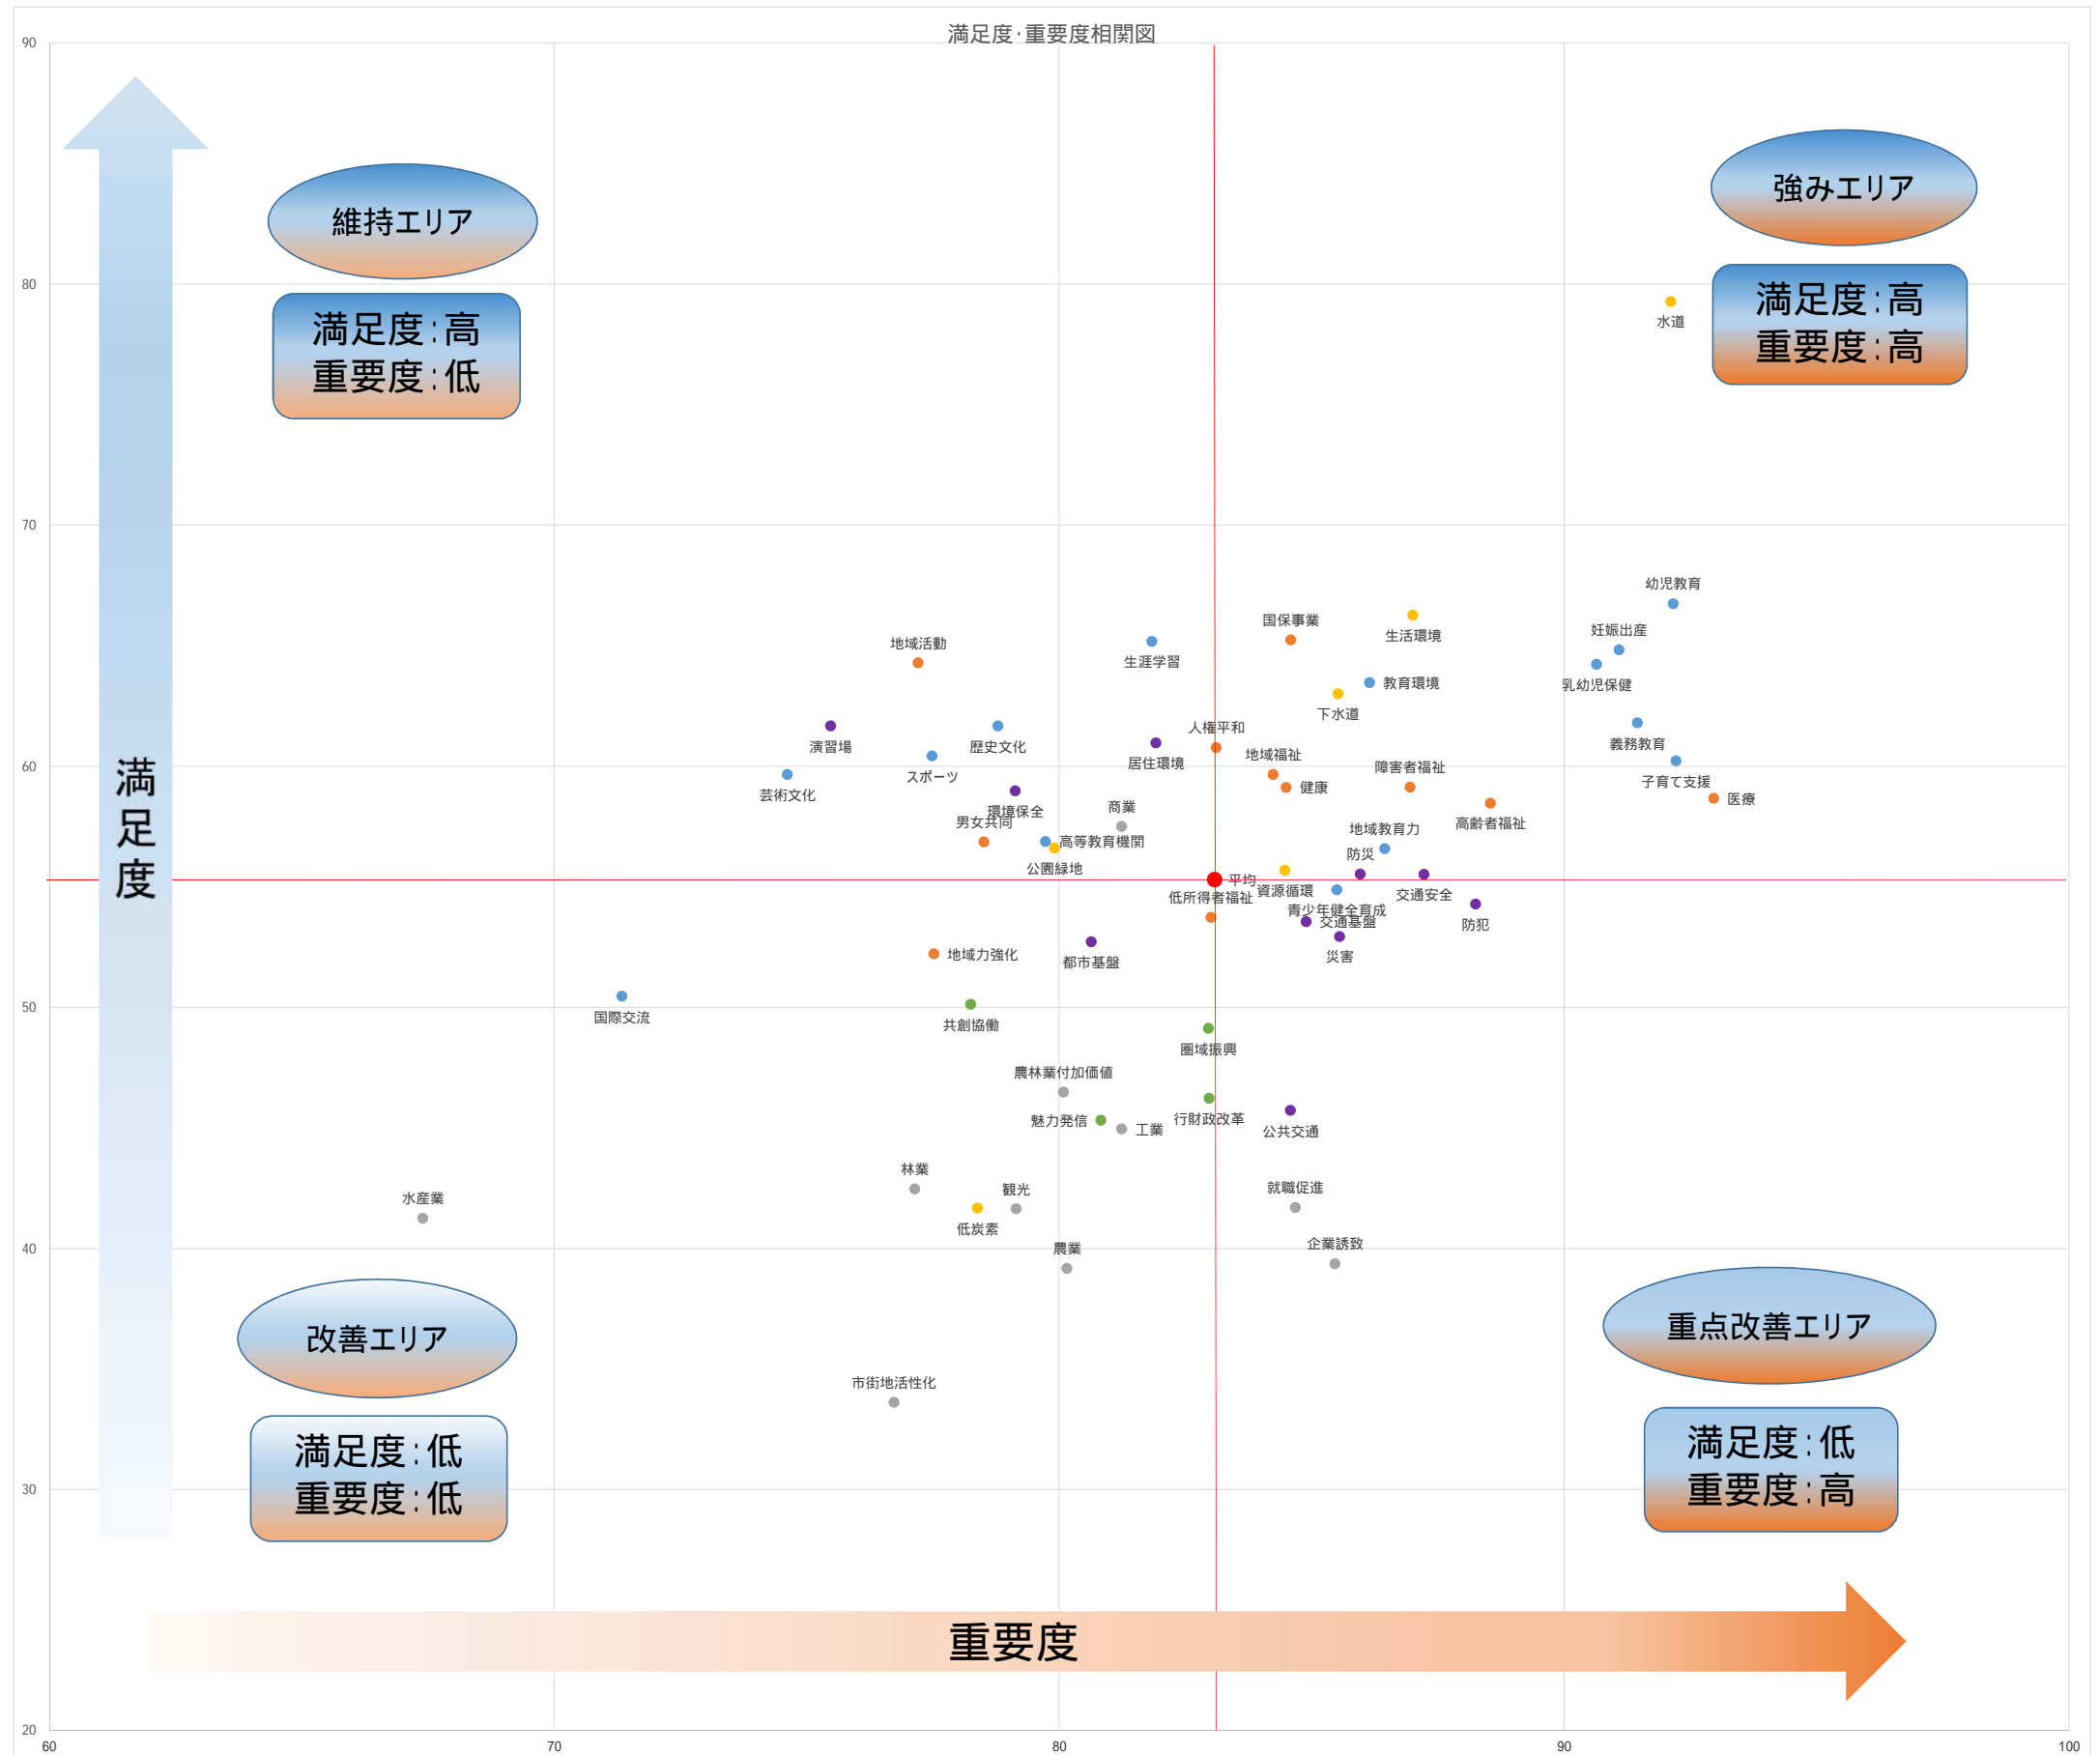 満足度・重要度相関図
90
80
70
60
50
40
30
20
60
70
80
90
100
維持エリア
満足度：高
重要度：低
強みエリア
満足度：高
重要度：高
水道
幼児教育
国保事業
生活環境
妊娠出産
地域活動
生涯学習
教育環境
乳幼児保健
下水道
人権平和
演習場
歴史文化
義務教育
居住環境
地域福祉
障害者福祉
スポーツ
子育て支援
健康
芸術文化
医療
環境保全
商業
男女共同
高齢者福祉
地域教育力
高等教育機関
防災
公園緑地
平均
資源循環
交通安全
低所得者福祉
青少年健全育成
交通基盤
防犯
地域力強化
都市基盤
災害
国際交流
共創協働
圏域振興
農林業付加価値
魅力発信
工業
行財政改革
公共交通
林業
観光
就職促進
水産業
低炭素
農業
企業誘致
市街地活性化
改善エリア
満足度：低
重要度：低
重点改善エリア
満足度：低
重要度：高
満足度
重要度